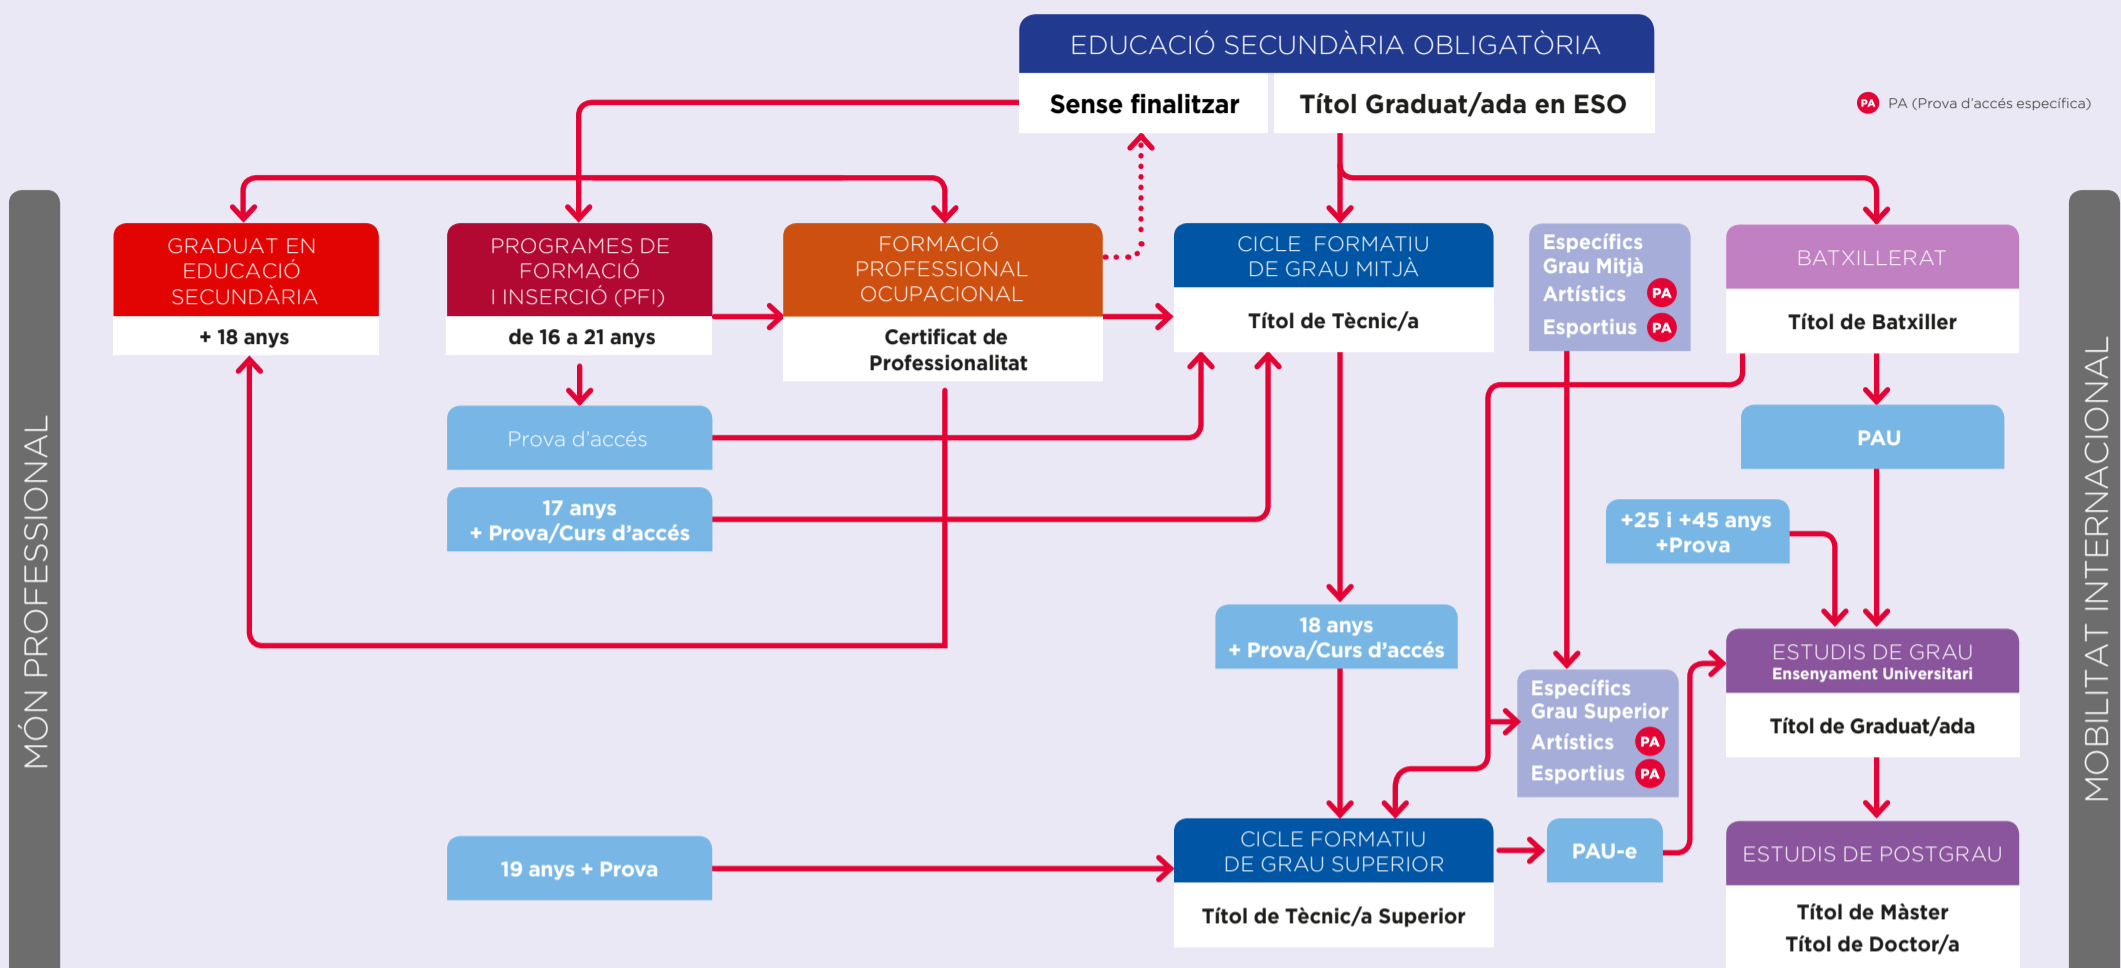 EDUCACIÓ SECUNDÀRIA OBLIGATÒRIA
Sense finalitzar
Títol Graduat/ada en ESO
PA
PA (Prova d'accés específica)
MÓN PROFESSIONAL
MOBILITAT INTERNACIONAL
GRADUAT EN
EDUCACIÓ
SECUNDÀRIA
+ 18 anys
PROGRAMES DE
FORMACIÓ
I INSERCIÓ (PFI)
de 16 a 21 anys
FORMACIÓ
PROFESSIONAL
OCUPACIONAL
Certificat de
Professionalitat
CICLE FORMATIU
DE GRAU MITJÀ
Títol de Tècnic/a
Específics
Grau Mitjà
Artístics PA
Esportius PA
BATXILLERAT
Títol de Batxiller
Prova d'accés
PAU
17 anys
+ Prova/Curs d'accés
+25 i +45 anys
+Prova
18 anys
+ Prova/Curs d'accés
ESTUDIS DE GRAU
Ensenyament Universitari
Títol de Graduat/ada
Específics
Grau Superior
Artístics PA
Esportius PA
19 anys + Prova
CICLE FORMATIU
DE GRAU SUPERIOR
Títol de Tècnic/a Superior
PAU-e
ESTUDIS DE POSTGRAU
Títol de Màster
Títol de Doctor/a